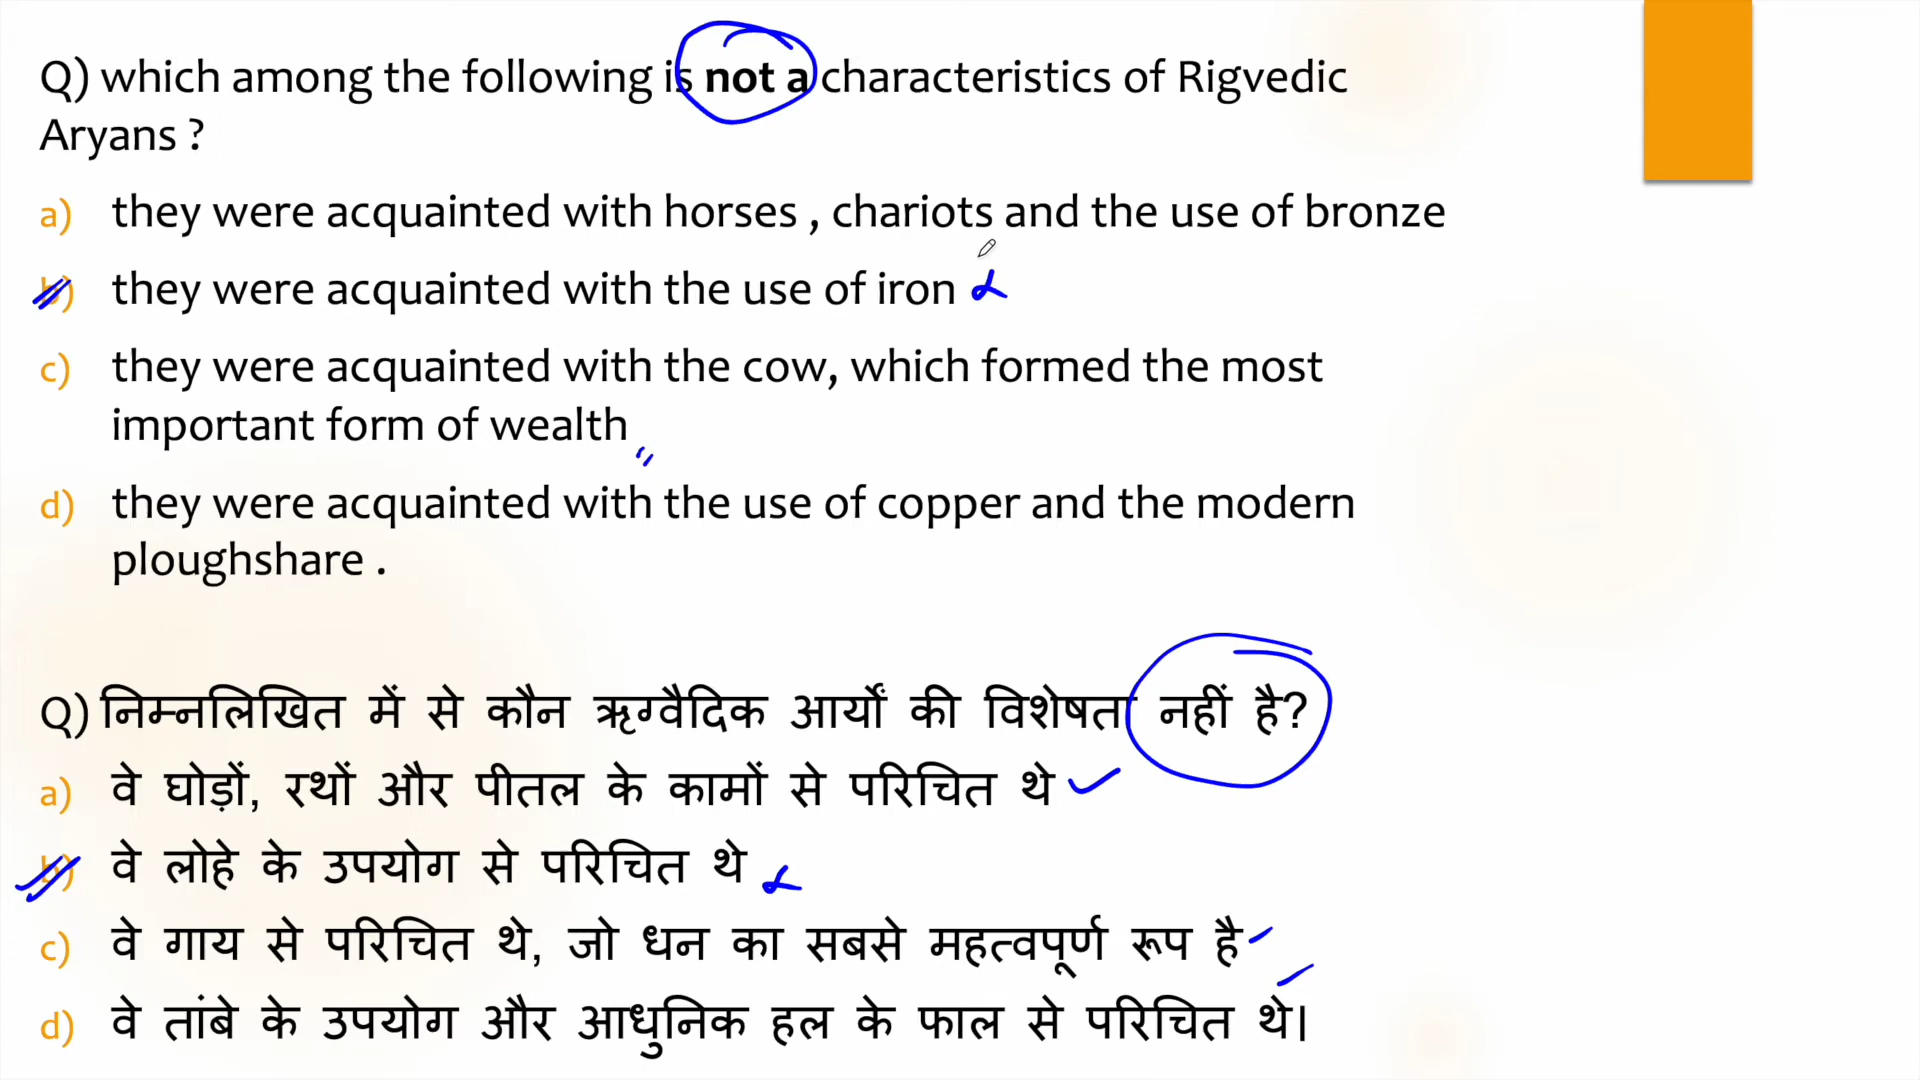 Q) which among the following is not a characteristics of Rigvedic
Aryans ?
a) they were acquainted with horses , chariots and the use of bronze
b) they were acquainted with the use of iron
c) they were acquainted with the cow, which formed the most
important form of wealth
d) they were acquainted with the use of copper and the modern
ploughshare .
Q) निम्नलिखित में से कौन ऋग्वैदिक आर्यों की विशेषता नहीं है?
a) वे घोड़ों, रथों और पीतल के कामों से परिचित थे
b) वे लोहे के उपयोग से परिचित थे
c) वे गाय से परिचित थे, जो धन का सबसे महत्वपूर्ण रूप है
d) वे तांबे के उपयोग और आधुनिक हल के फाल से परिचित थे।